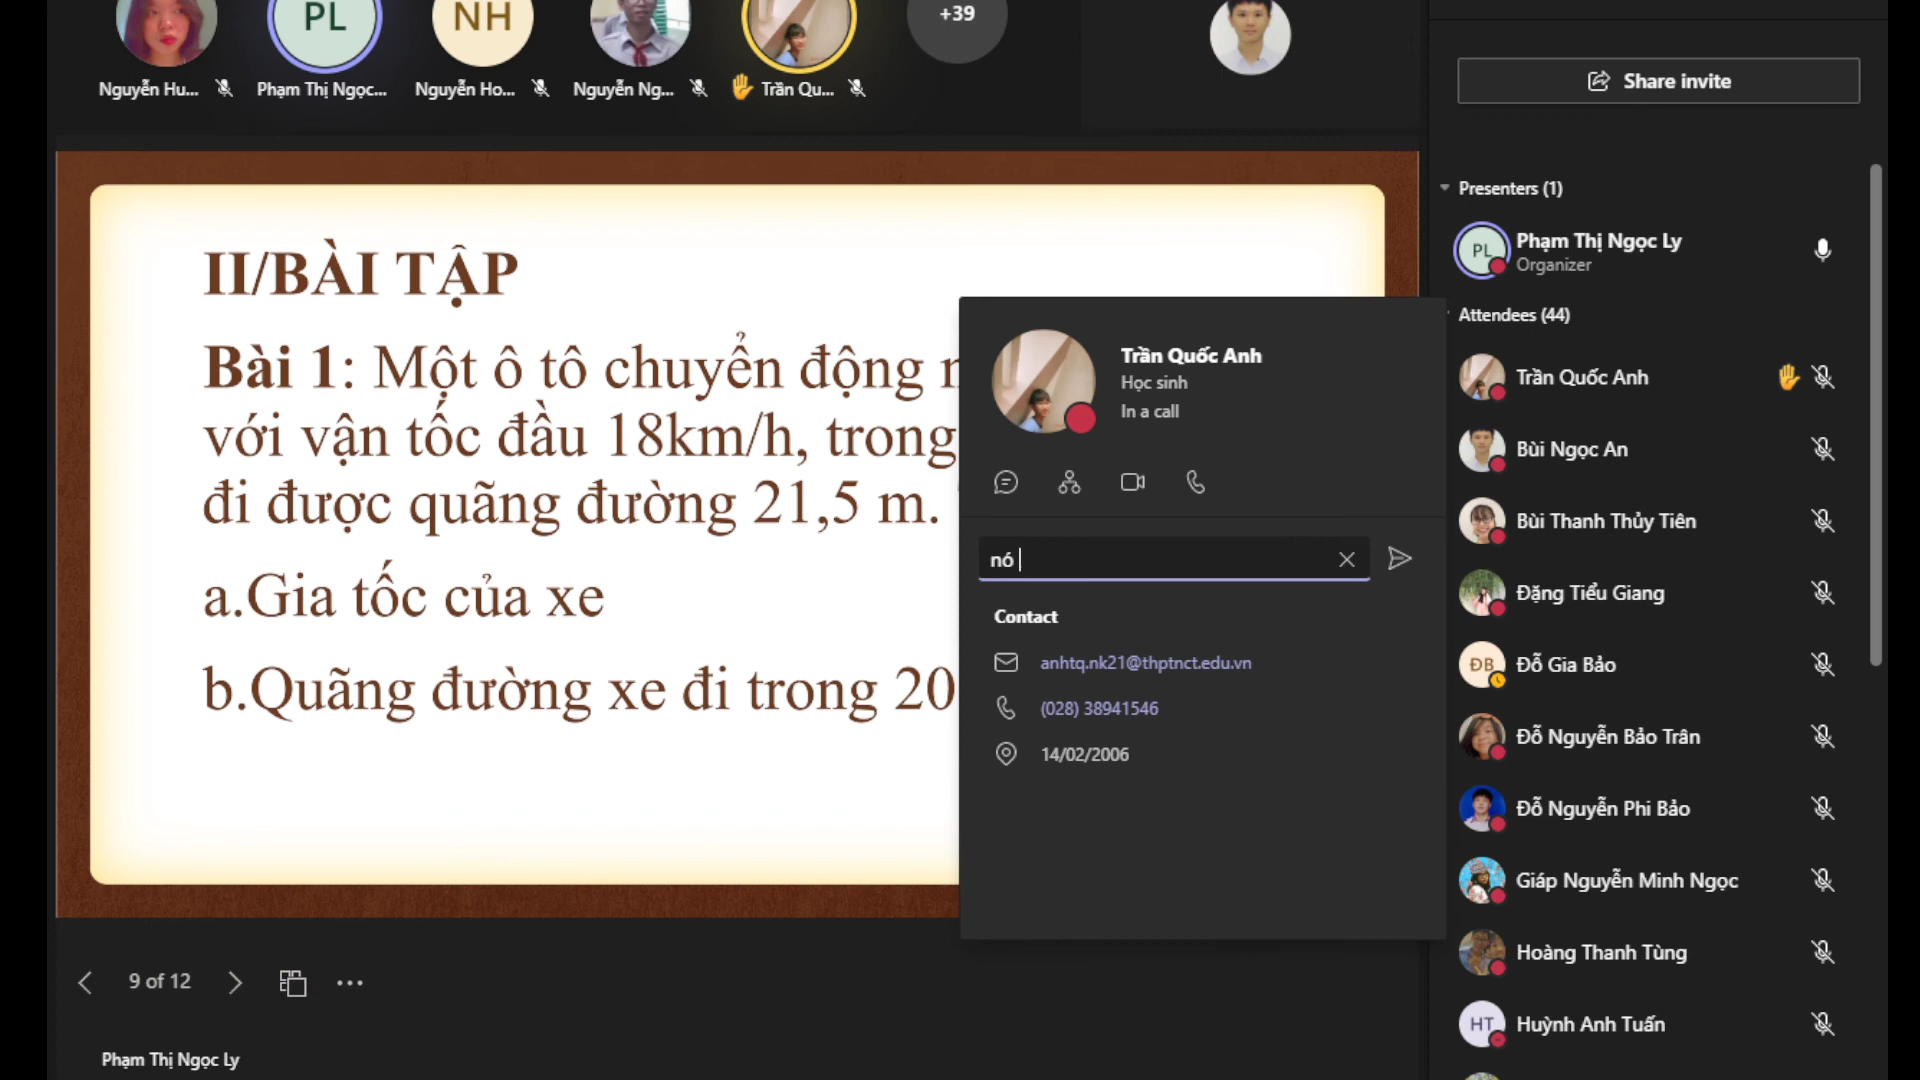 PL
NH
+39
Nguyễn Hu...
Phạm Thị Ngọc...
Nguyễn Ho...
Nguyễn Ng...
Trần Qu...
Share invite
Presenters (1)
PL
Phạm Thị Ngọc Ly
Organizer
Attendees (44)
Trần Quốc Anh
Bùi Ngọc An
Bùi Thanh Thủy Tiên
Đặng Tiểu Giang
ĐB
Đỗ Gia Bảo
Đỗ Nguyễn Bảo Trân
Đỗ Nguyễn Phi Bảo
Giáp Nguyễn Minh Ngọc
Hoàng Thanh Tùng
HT
Huỳnh Anh Tuấn
II/BÀI TẬP
Bài 1: Một ô tô chuyển động
với vận tốc đầu 18km/h, trong
đi được quãng đường 21,5 m.
a.Gia tốc của xe
b.Quãng đường xe đi trong 20
Trần Quốc Anh
Học sinh
In a call
nó
Contact
anhtq.nk21@thptnct.edu.vn
(028) 38941546
14/02/2006
9 of 12
Phạm Thị Ngọc Ly